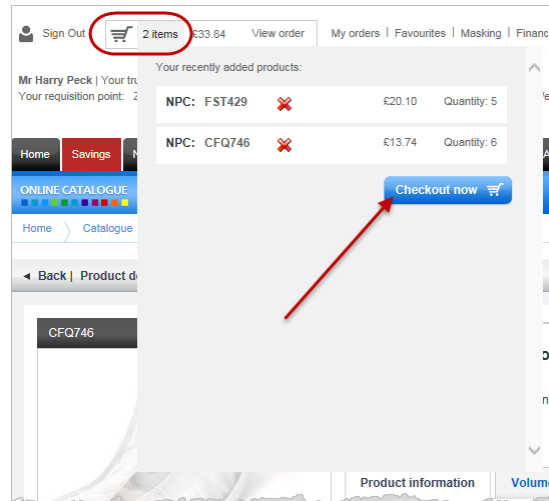 Sign Out 2 items £33.84 View order My orders | Favourites | Masking | Financ
Your recently added products:
Mr Harry Peck | Your tru
Your requisition point: 2
NPC: FST429 £20.10 Quantity: 5
NPC: CFQ746 £13.74 Quantity: 6
Home Savings
Checkout now
ONLINE CATALOGUE
Home Catalogue
◄ Back | Product d
CFQ746
Product information Volum